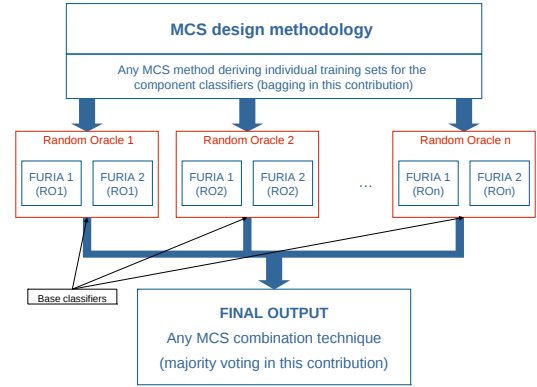 MCS design methodology
Any MCS method deriving individual training sets for the
component classifiers (bagging in this contribution)
Random Oracle 1
Random Oracle 2
Random Oracle n
FURIA 1
(RO1)
FURIA 2
(RO1)
FURIA 1
(RO2)
FURIA 2
(RO2)
...
FURIA 1
(ROn)
FURIA 2
(ROn)
Base classifiers
FINAL OUTPUT
Any MCS combination technique
(majority voting in this contribution)